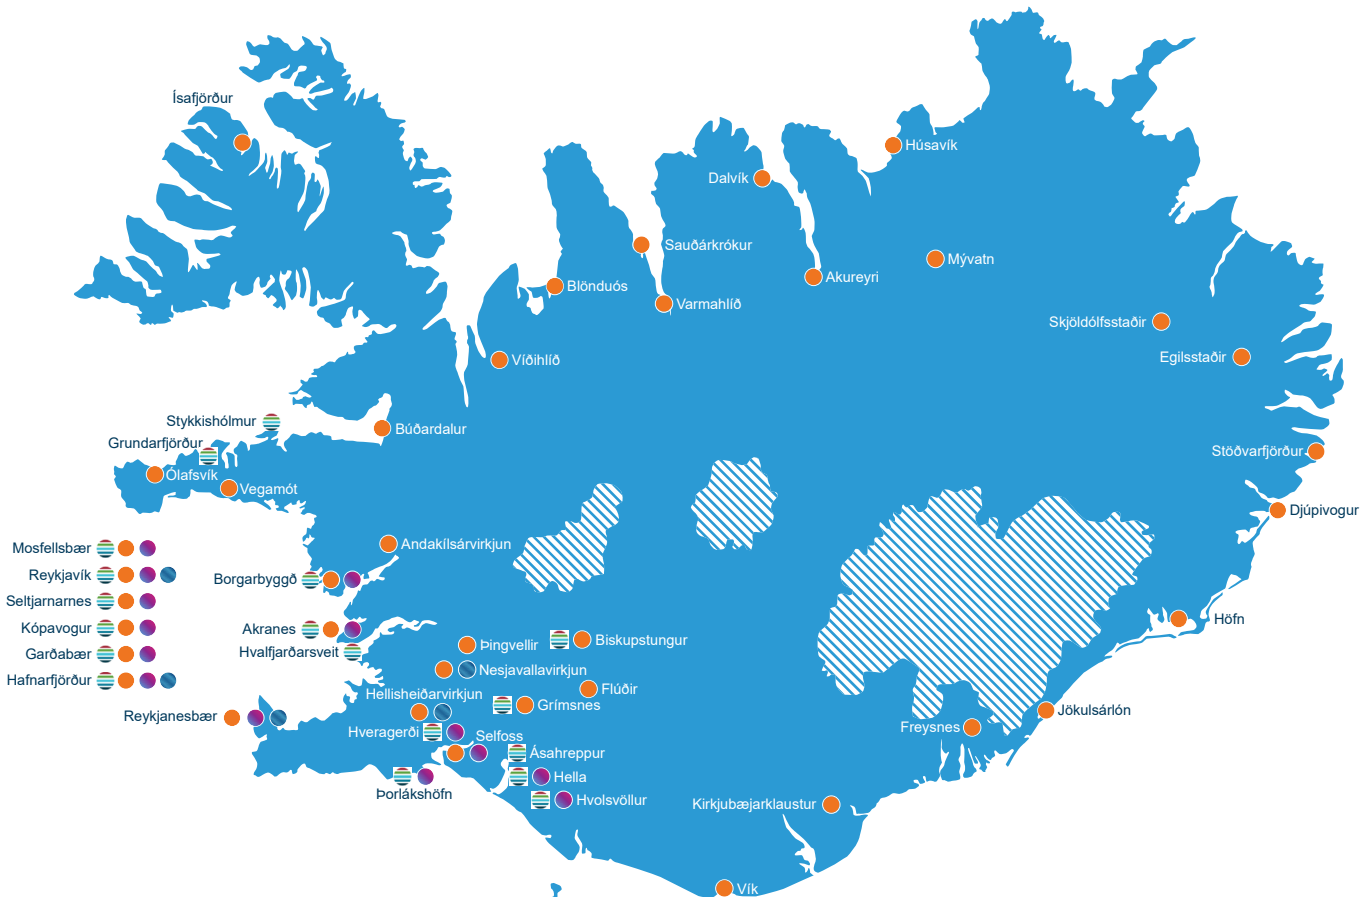 Ísafjörður
Húsavík
Dalvík
Sauðárkrókur
Mývatn
Akureyri
Blönduós
Varmahlíð
Skjöldólfsstaðir
Egilsstaðir
Víðihlíð
Stykkishólmur
Búðardalur
Grundarfjörður
Stöðvarfjörður
Ólafsvík
Vegamót
Djúpivogur
Andakílsárvirkjun
Mosfellsbær
Reykjavík
Borgarbyggð
Seltjarnarnes
Höfn
Kópavogur
Akranes
Biskupstungur
Þingvellir
Hvalfjarðarsveit
Garðabær
Nesjavallavirkjun
Hafnarfjörður
Flúðir
Hellisheiðarvirkjun
Grímsnes
Jökulsárlón
Reykjanesbær
Freysnes
Hveragerði
Selfoss
Ásahreppur
Hella
Þorlákshöfn
Hvolsvöllur
Kirkjubæjarklaustur
Vík